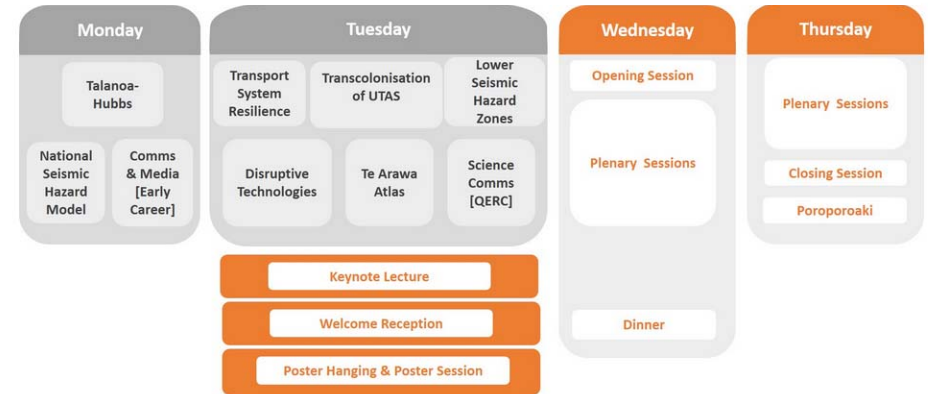 Monday
Talanoa-
Hubbs
National
Seismic
Hazard
Model
Comms
& Media
[Early
Career]
Tuesday
Transport
System
Resilience
Transcolonisation
of UTAS
Lower
Seismic
Hazard
Zones
Disruptive
Technologies
Te Arawa
Atlas
Science
Comms
[QERC]
Keynote Lecture
Welcome Reception
Poster Hanging & Poster Session
Wednesday
Opening Session
Plenary Sessions
Dinner
Thursday
Plenary Sessions
Closing Session
Poroporoaki